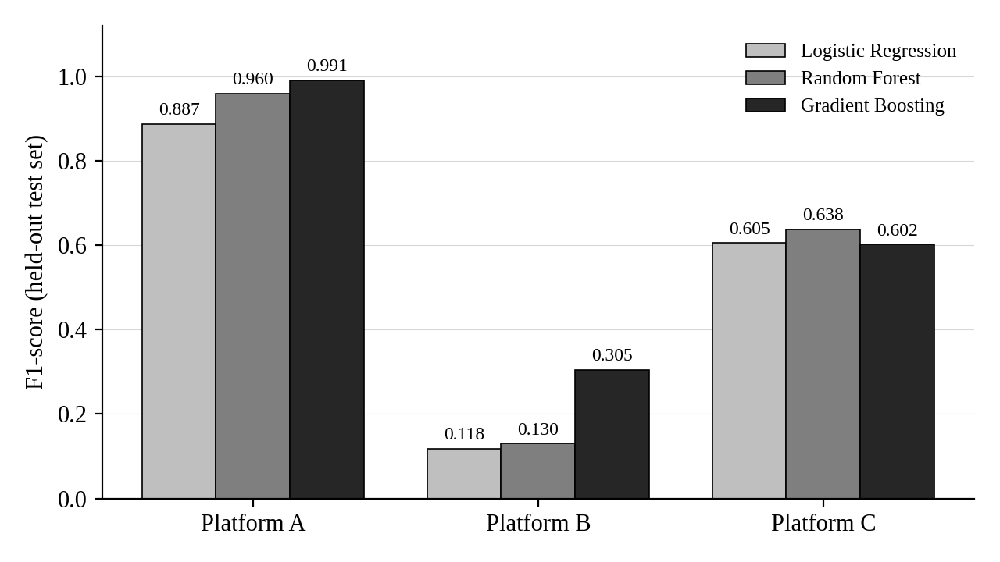 F1-score (held-out test set)
1.0
0.8
0.6
0.4
0.2
0.0
0.887
0.960
0.991
0.118
0.130
0.305
0.605
0.638
0.602
Logistic Regression
Random Forest
Gradient Boosting
Platform A
Platform B
Platform C